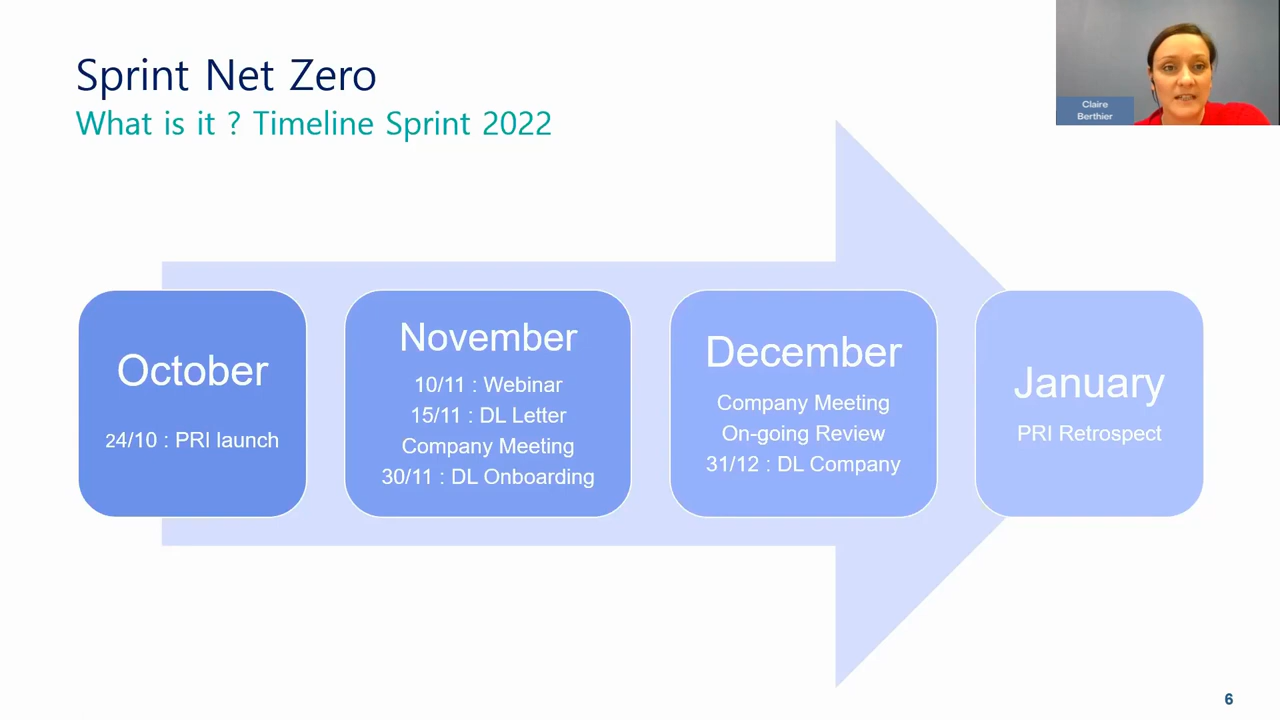 Sprint Net Zero
What is it ? Timeline Sprint 2022
Claire
Berthier
October
24/10 : PRI launch
November
10/11 : Webinar
15/11 : DL Letter
Company Meeting
30/11 : DL Onboarding
December
Company Meeting
On-going Review
31/12 : DL Company
January
PRI Retrospect
6